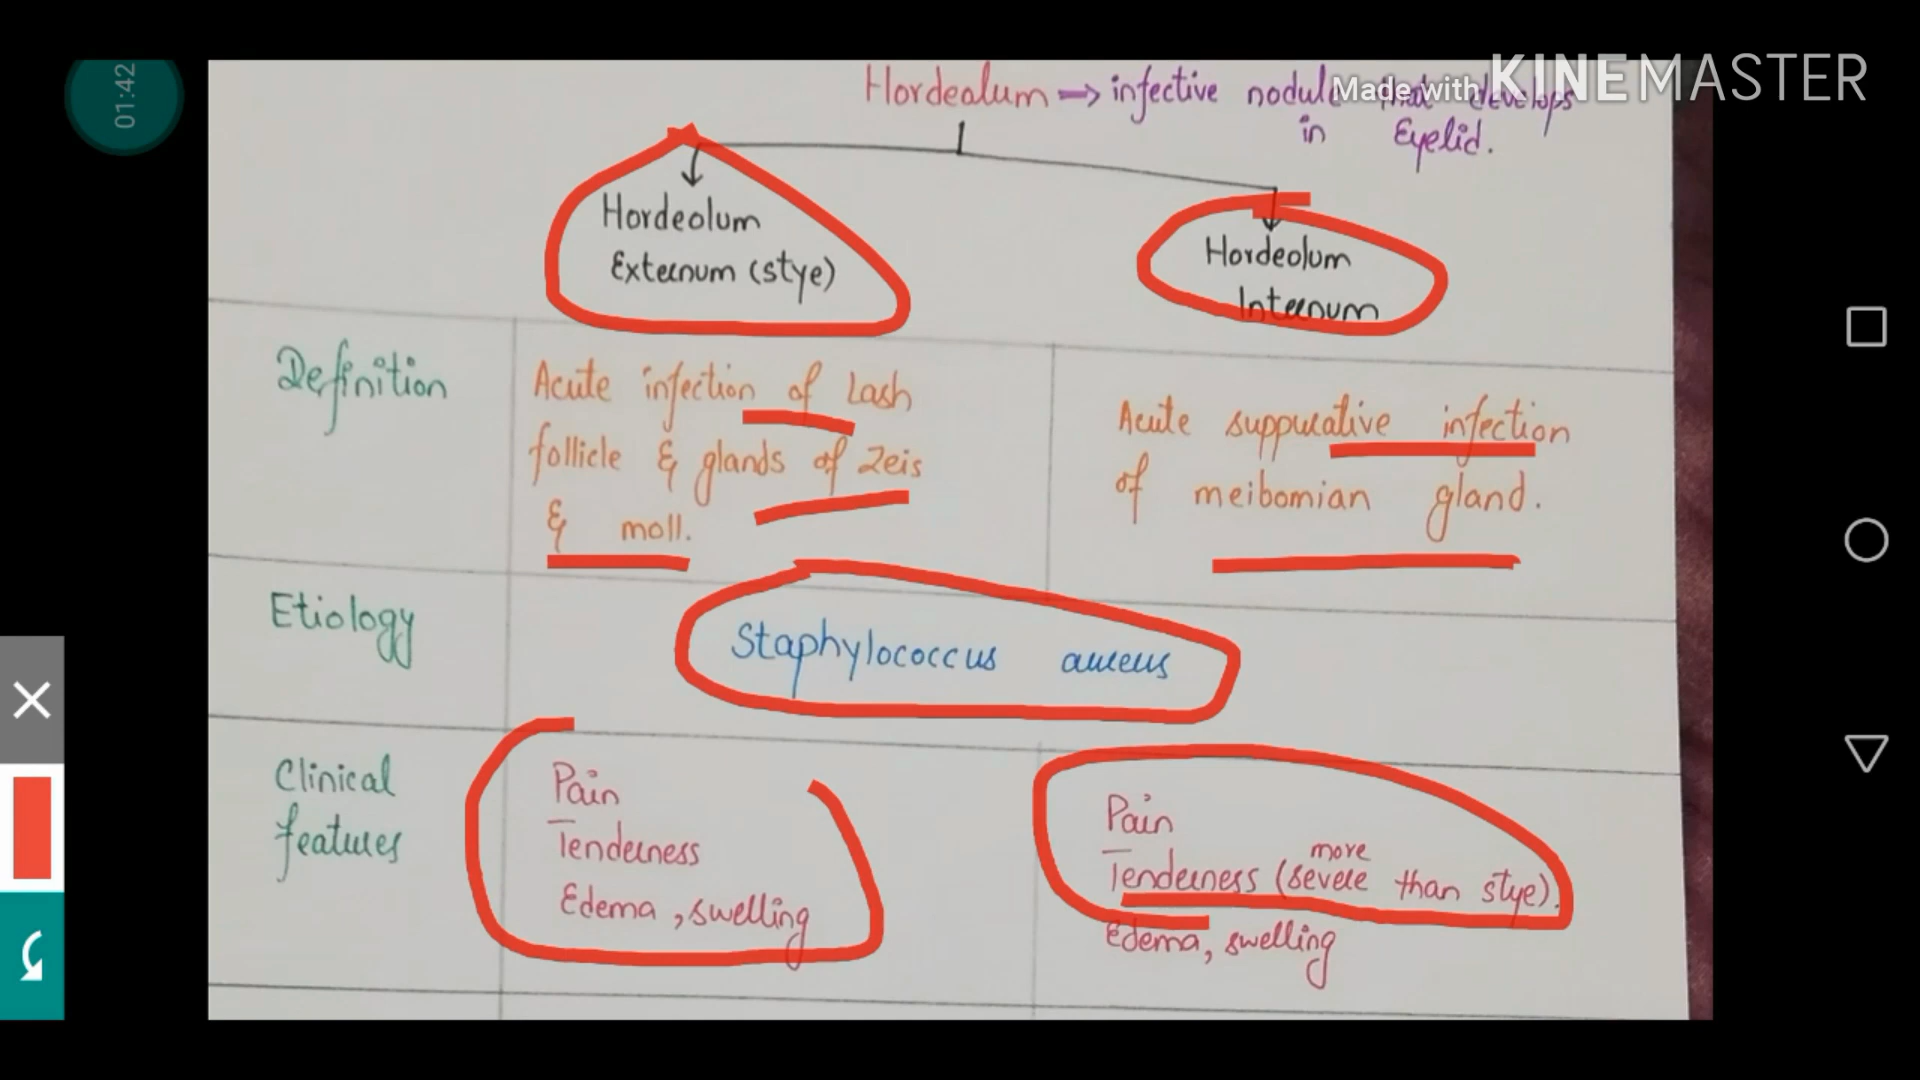 01:42
Made with KINEMASTER
Hordeolum → infective nodule that develops
in Eyelid.
Hordeolum
Externum (stye)
Hordeolum
Internum
Definition
Acute infection of Lash
follicle & glands of Zeis
& moll.
Acute suppurative infection
of meibomian gland.
Etiology
Staphylococcus aureus
Clinical
features
Pain
Tenderness
Edema, swelling
Pain
more
Tenderness (severe than stye).
Edema, swelling